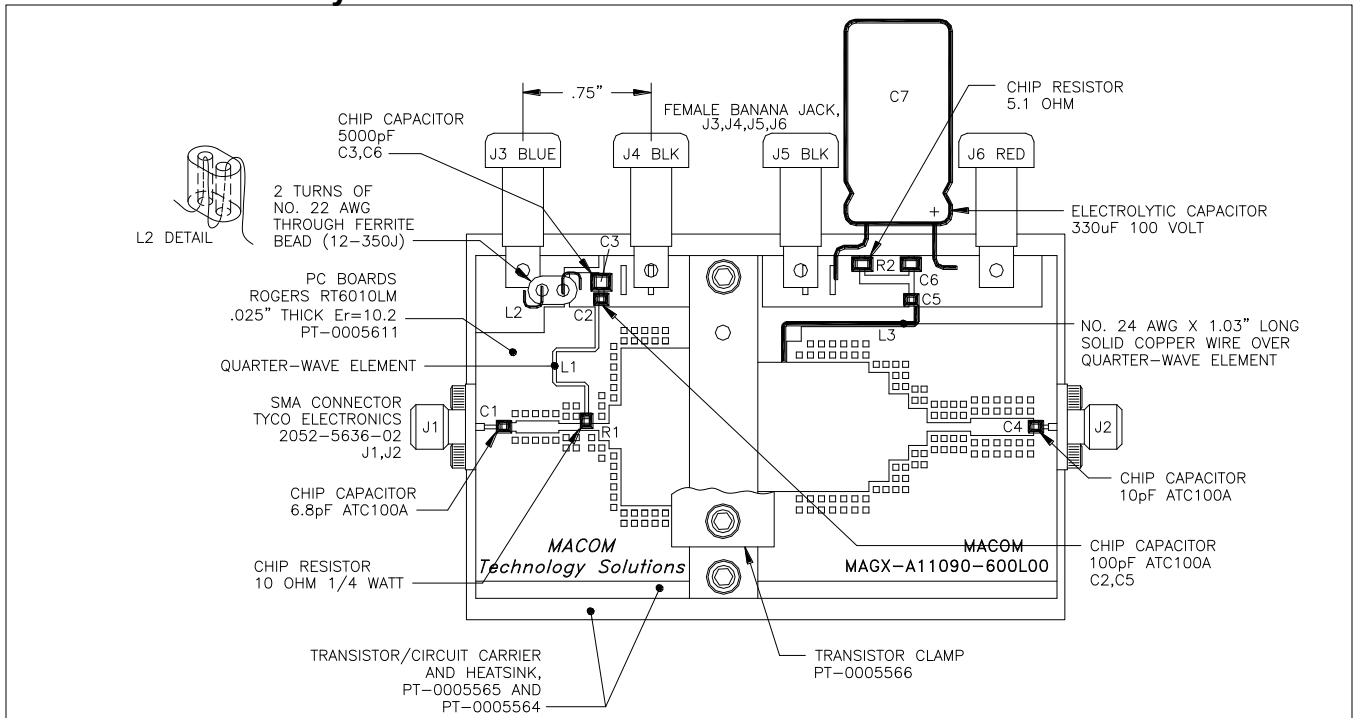 C7
.75"
CHIP RESISTOR
5.1 OHM
FEMALE BANANA JACK,
J3,J4,J5,J6
CHIP CAPACITOR
5000pF
C3,C6
J3 BLUE
J4 BLK
J5 BLK
J6 RED
2 TURNS OF
NO. 22 AWG
THROUGH FERRITE
BEAD (12-350J)
L2 DETAIL
+
ELECTROLYTIC CAPACITOR
330uF 100 VOLT
C3
R2
C6
PC BOARDS
ROGERS RT6010LM
.025" THICK Er=10.2
PT-0005611
L2
C2
C5
L3
NO. 24 AWG X 1.03" LONG
SOLID COPPER WIRE OVER
QUARTER-WAVE ELEMENT
QUARTER-WAVE ELEMENT
L1
SMA CONNECTOR
TYCO ELECTRONICS
2052-5636-02
J1,J2
J1
C1
R1
C4
J2
CHIP CAPACITOR
6.8pF ATC100A
CHIP CAPACITOR
10pF ATC100A
MACOM
Technology Solutions
MACOM
MAGX-A11090-600L00
CHIP RESISTOR
10 OHM 1/4 WATT
CHIP CAPACITOR
100pF ATC100A
C2,C5
TRANSISTOR/CIRCUIT CARRIER
AND HEATSINK,
PT-0005565 AND
PT-0005564
TRANSISTOR CLAMP
PT-0005566